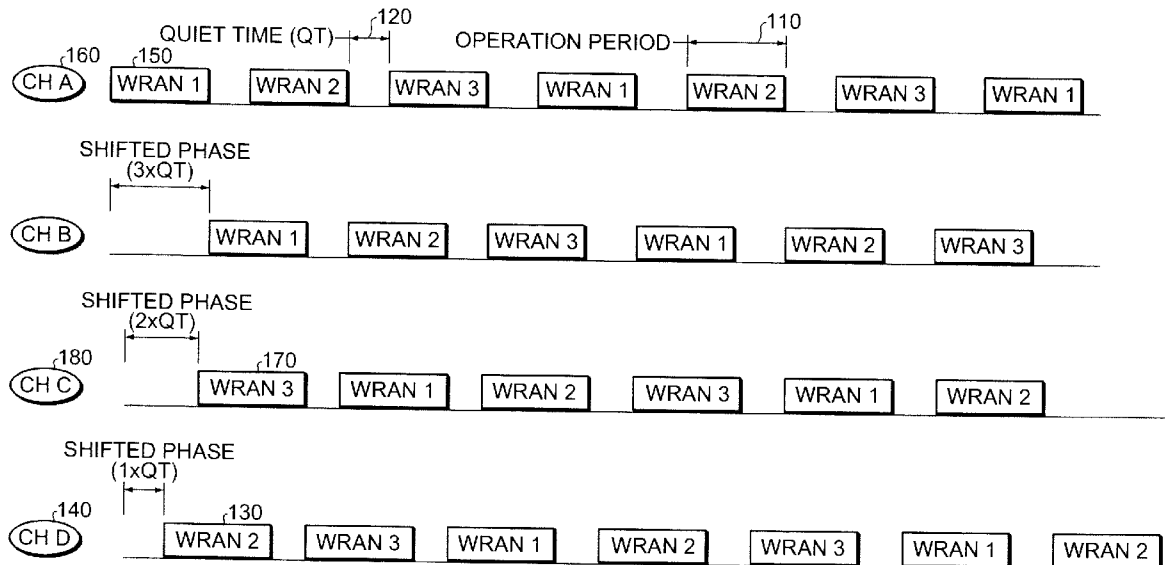 120
110
QUIET TIME (QT)
OPERATION PERIOD
160
150
CH A
WRAN 1
WRAN 2
WRAN 3
WRAN 1
WRAN 2
WRAN 3
WRAN 1
SHIFTED PHASE
(3xQT)
CH B
WRAN 1
WRAN 2
WRAN 3
WRAN 1
WRAN 2
WRAN 3
SHIFTED PHASE
(2xQT)
180
170
CH C
WRAN 3
WRAN 1
WRAN 2
WRAN 3
WRAN 1
WRAN 2
SHIFTED PHASE
(1xQT)
140
130
CH D
WRAN 2
WRAN 3
WRAN 1
WRAN 2
WRAN 3
WRAN 1
WRAN 2